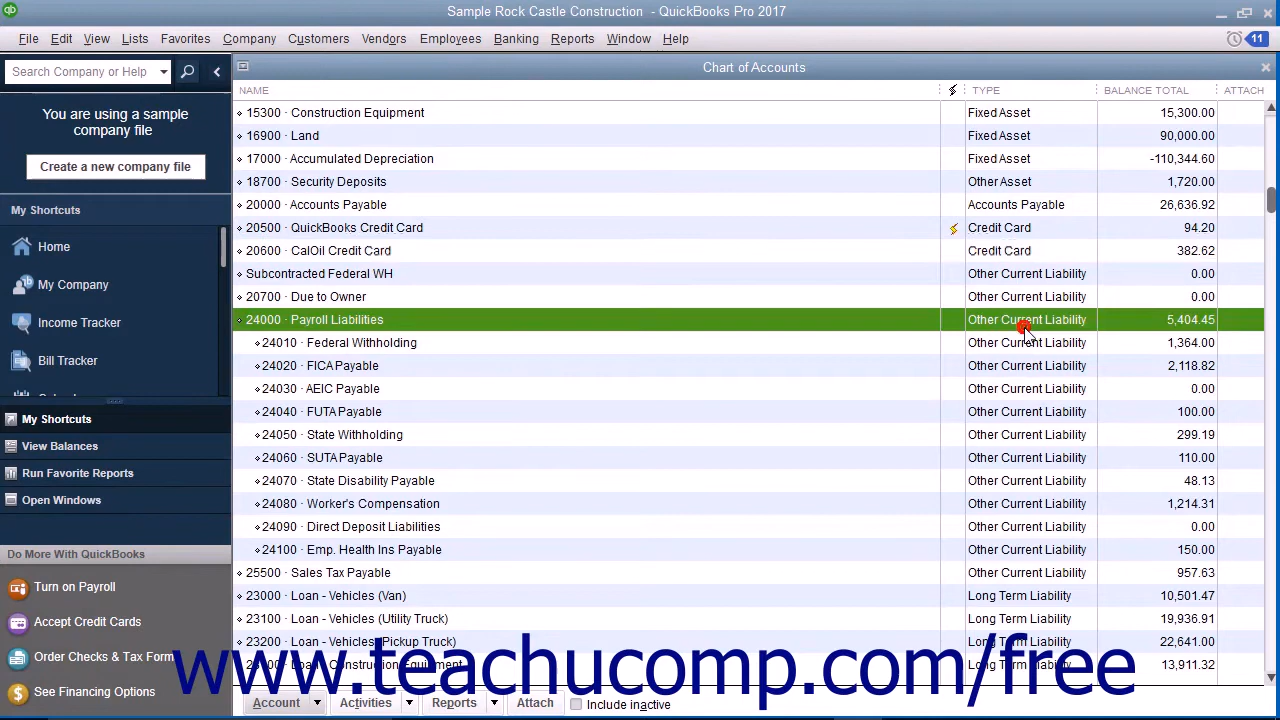 Sample Rock Castle Construction - QuickBooks Pro 2017
File Edit View Lists Favorites Company Customers Vendors Employees Banking Reports Window Help
11
Search Company or Help
You are using a sample
company file
Create a new company file
My Shortcuts
Home
My Company
Income Tracker
Bill Tracker
My Shortcuts
View Balances
Run Favorite Reports
Open Windows
Do More With QuickBooks
Turn on Payroll
Accept Credit Cards
Order Checks & Tax Form
See Financing Options
Chart of Accounts
NAME TYPE BALANCE TOTAL ATTACH
15300 · Construction Equipment Fixed Asset 15,300.00
16900 · Land Fixed Asset 90,000.00
17000 · Accumulated Depreciation Fixed Asset -110,344.60
18700 · Security Deposits Other Asset 1,720.00
20000 · Accounts Payable Accounts Payable 26,636.92
20500 · QuickBooks Credit Card Credit Card 94.20
20600 · CalOil Credit Card Credit Card 382.62
Subcontracted Federal WH Other Current Liability 0.00
20700 · Due to Owner Other Current Liability 0.00
24000 · Payroll Liabilities Other Current Liability 5,404.45
24010 · Federal Withholding Other Current Liability 1,364.00
24020 · FICA Payable Other Current Liability 2,118.82
24030 · AEIC Payable Other Current Liability 0.00
24040 · FUTA Payable Other Current Liability 100.00
24050 · State Withholding Other Current Liability 299.19
24060 · SUTA Payable Other Current Liability 110.00
24070 · State Disability Payable Other Current Liability 48.13
24080 · Worker's Compensation Other Current Liability 1,214.31
24090 · Direct Deposit Liabilities Other Current Liability 0.00
24100 · Emp. Health Ins Payable Other Current Liability 150.00
25500 · Sales Tax Payable Other Current Liability 957.63
23000 · Loan - Vehicles (Van) Long Term Liability 10,501.47
23100 · Loan - Vehicles (Utility Truck) Long Term Liability 19,936.91
23200 · Loan - Vehicles (Pickup Truck) Long Term Liability 22,641.00
Loan - Construction Equipment Long Term Liability 13,911.32
www.teachucomp.com/free
Account Activities Reports Attach Include inactive